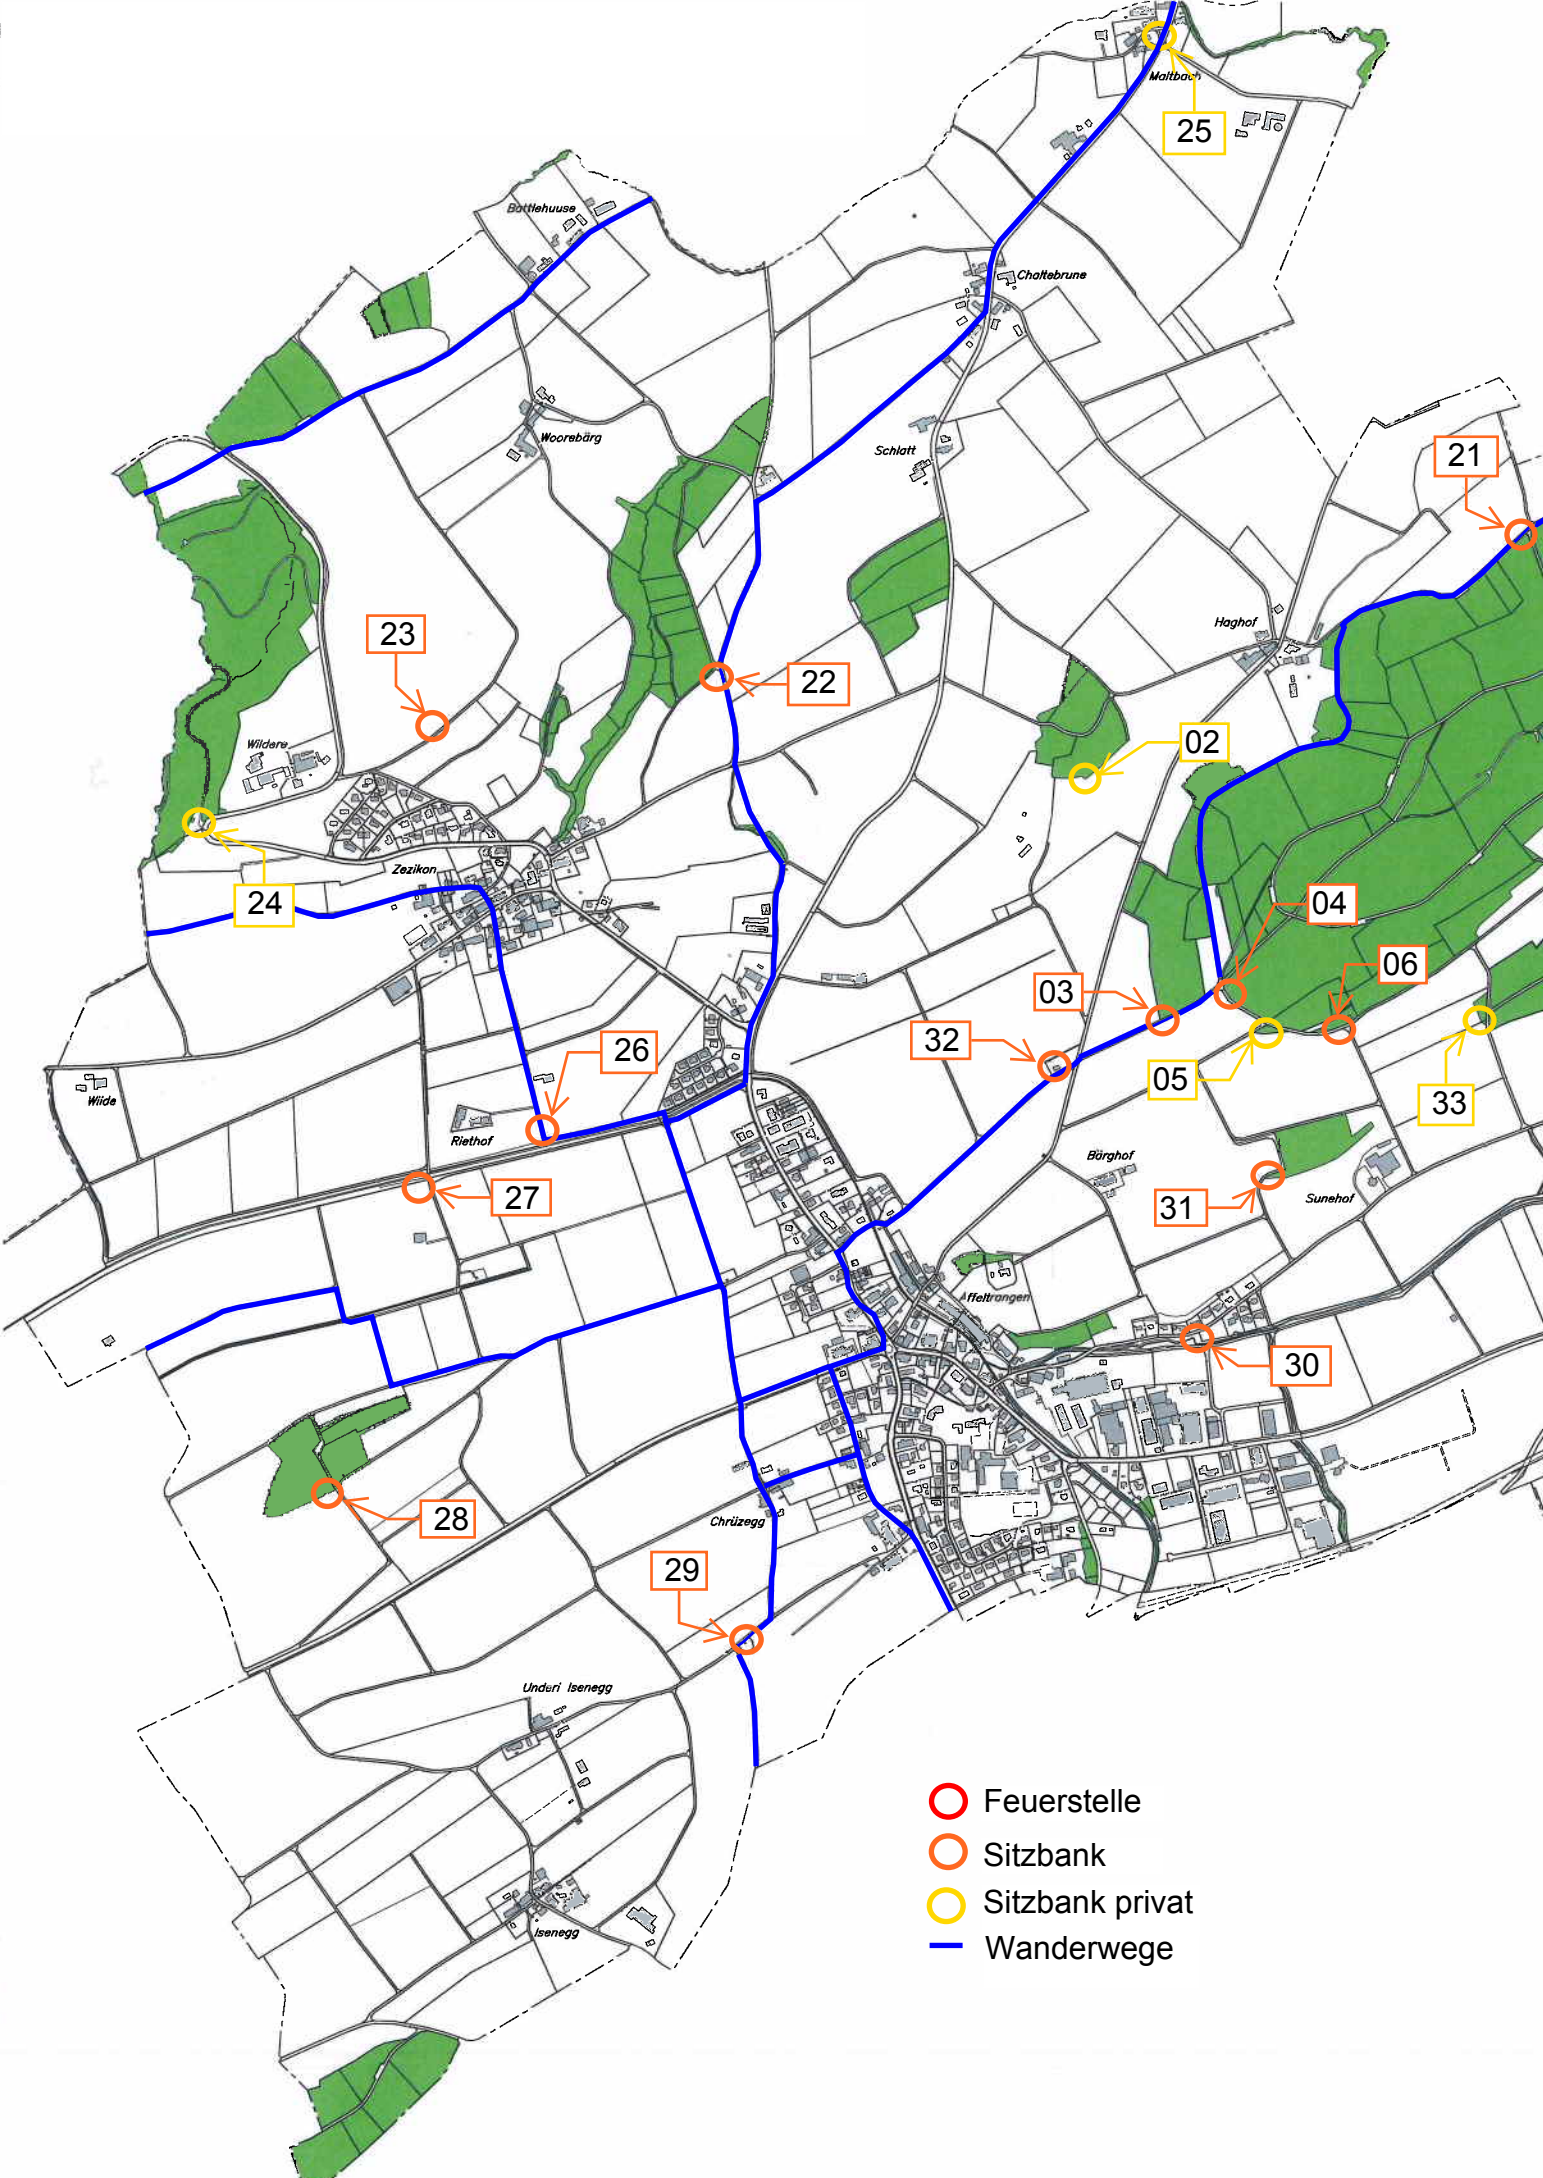 Maltbach
25
Battlehuuse
Chaltebrune
Woorebärg
Schlatt
21
Haghof
23
22
Wildere
02
Zezikon
24
04
06
03
32
26
05
33
Wiide
Riethof
Bärghof
27
31
Sunehof
Affeltrangen
30
28
Chrüzegg
29
Underi Isenegg
Feuerstelle
Sitzbank
Sitzbank privat
Isenegg
Wanderwege